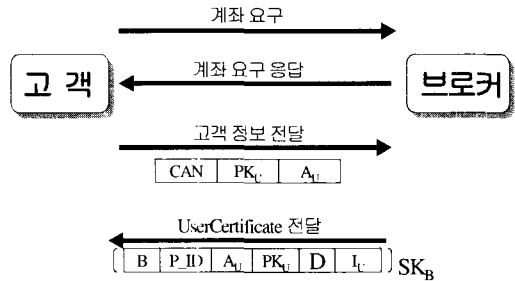 계좌 요구
고 객
계좌 요구 응답
브로커
고객 정보 전달
CAN PK_U A_U
UserCertificate 전달
( B P_ID A_U PK_U D I_U ) SK_B